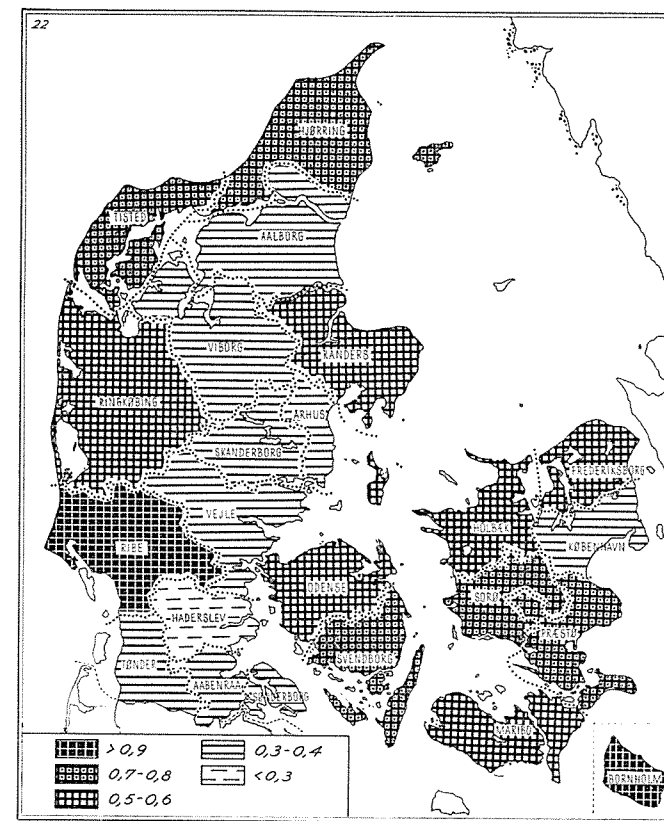 22
HJØRRING
TISTED
AALBORG
VIBORG
RANDERS
RINGKØBING
ÅRHUS
SKANDERBORG
FREDERIKSBORG
VEJLE
HOLBÆK
KØBENHAVN
RIBE
ODENSE
SORØ
HADERSLEV
PRÆSTØ
SVENDBORG
TØNDER
AABENRAA
SØNDERBORG
MARIBO
BORNHOLM
>0,9
0,3-0,4
0,7-0,8
<0,3
0,5-0,6